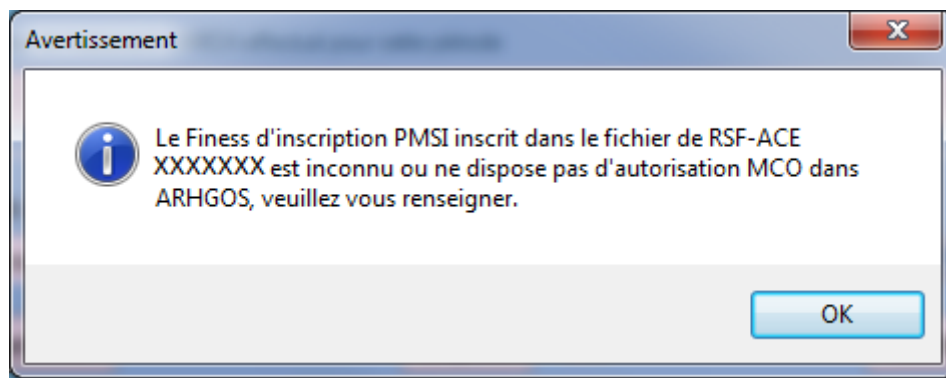 Avertissement
Le Finess d'inscription PMSI inscrit dans le fichier de RSF-ACE
XXXXXXX est inconnu ou ne dispose pas d'autorisation MCO dans
ARHGOS, veuillez vous renseigner.
OK